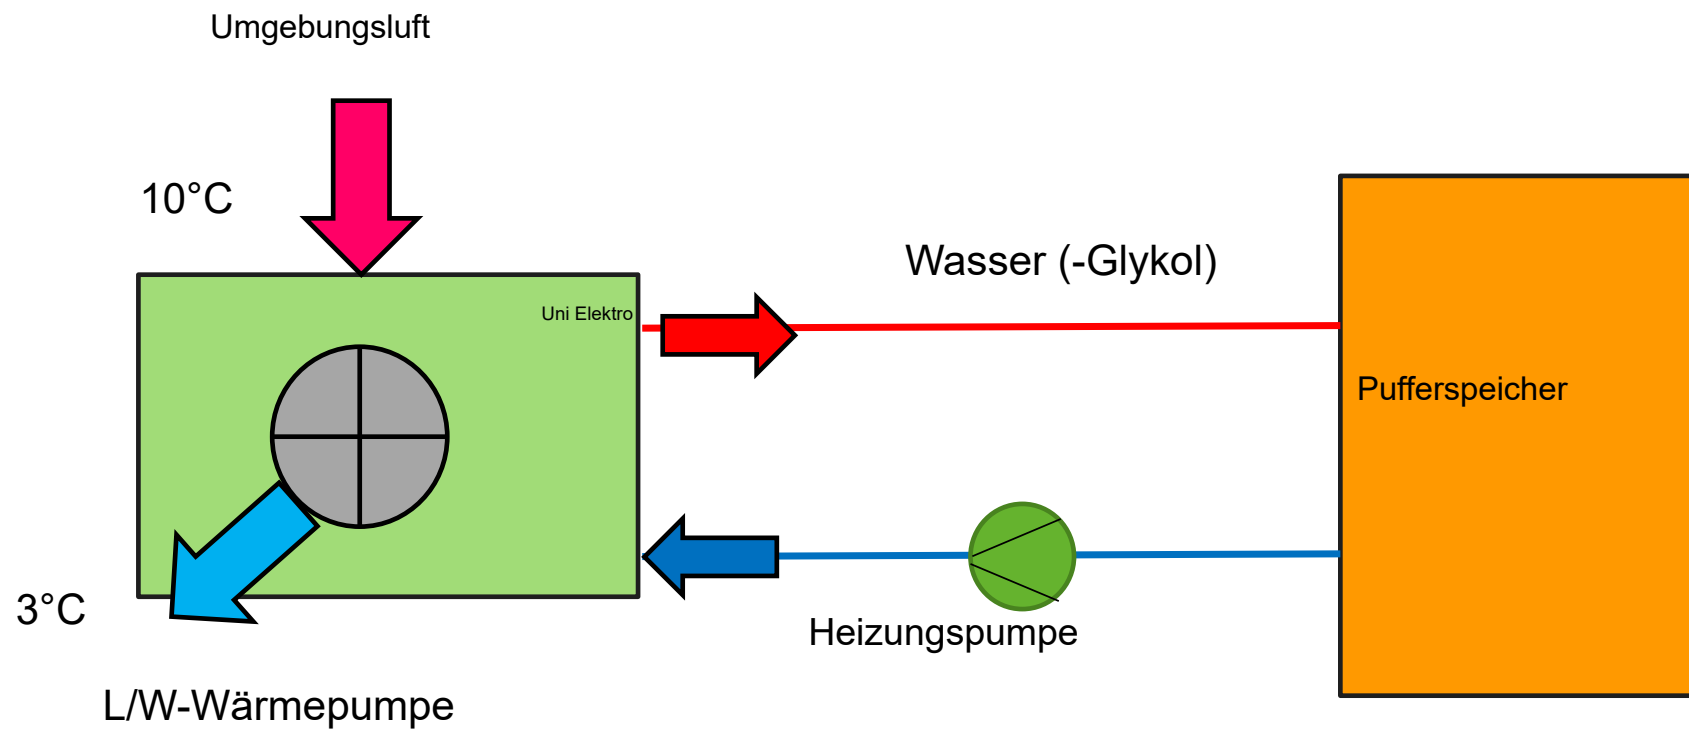 Umgebungsluft
10°C
Wasser (-Glykol)
Uni Elektro
Pufferspeicher
3°C
Heizungspumpe
L/W-Wärmepumpe